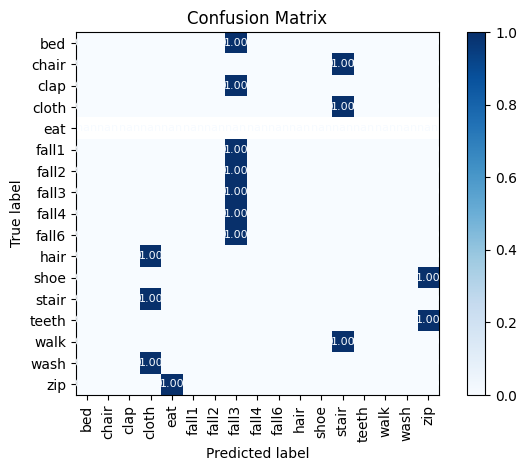 Confusion Matrix
True label
bed 1.00
chair 1.00
clap 1.00
cloth 1.00
eat
fall1 1.00
fall2 1.00
fall3 1.00
fall4 1.00
fall6 1.00
hair 1.00
shoe 1.00
stair 1.00
teeth 1.00
walk 1.00
wash 1.00
zip 1.00
bed chair clap cloth eat fall1 fall2 fall3 fall4 fall6 hair shoe stair teeth walk wash zip
Predicted label
1.0
0.8
0.6
0.4
0.2
0.0